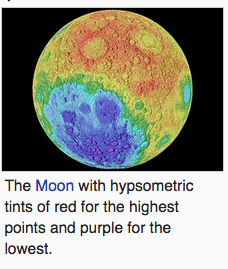 The Moon with hypsometric
tints of red for the highest
points and purple for the
lowest.